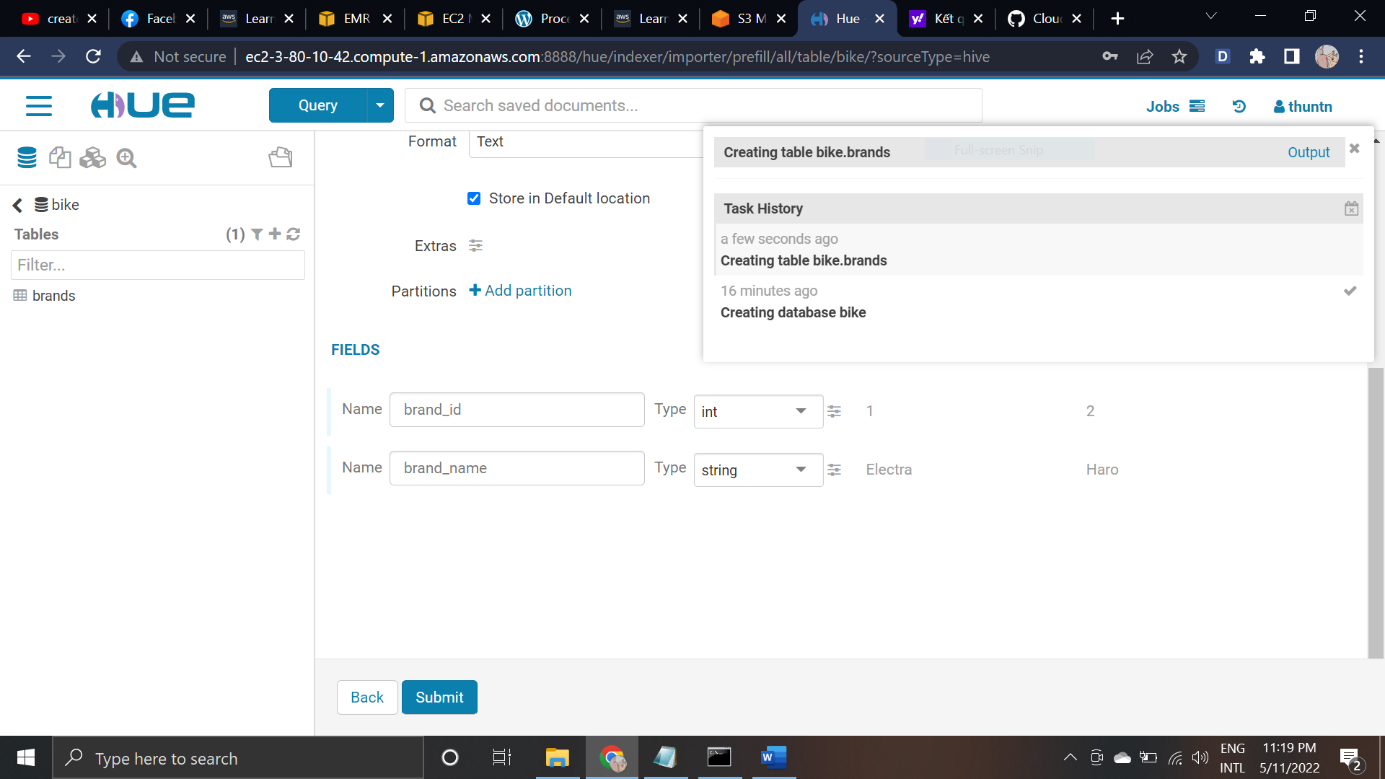 creat
Facel
Learn
EMR
EC2 M
Proce
Learn
S3 M
Hue -
Kết q
Clou
Not secure
ec2-3-80-10-42.compute-1.amazonaws.com:8888/hue/indexer/importer/prefill/all/table/bike/?sourceType=hive
HUE
Query
Search saved documents...
Jobs
thuntn
bike
Tables
(1)
Filter...
brands
Format
Text
Store in Default location
Extras
Partitions
Add partition
Creating table bike.brands
Full-screen Snip
Output
Task History
a few seconds ago
Creating table bike.brands
16 minutes ago
Creating database bike
FIELDS
Name brand_id Type int 1 2
Name brand_name Type string Electra Haro
Back
Submit
Type here to search
ENG
INTL
11:19 PM
5/11/2022
2